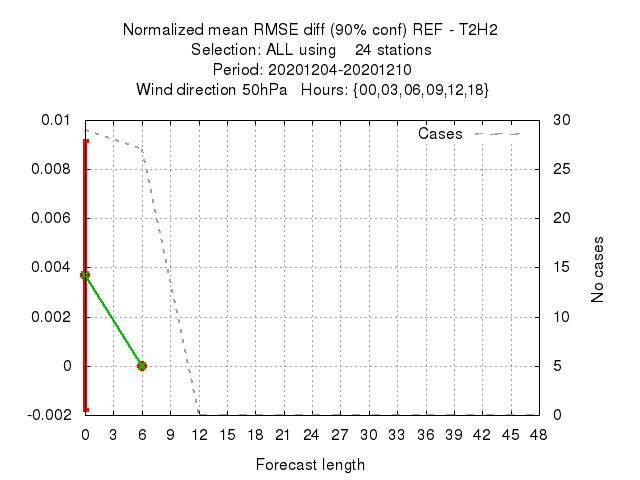 Normalized mean RMSE diff (90% conf) REF - T2H2
Selection: ALL using    24 stations
Period: 20201204-20201210
Wind direction 50hPa   Hours: {00,03,06,09,12,18}
0.01
0.008
0.006
0.004
0.002
0
-0.002
Cases
30
25
20
15
10
5
0
No cases
0 3 6 9 12 15 18 21 24 27 30 33 36 39 42 45 48
Forecast length